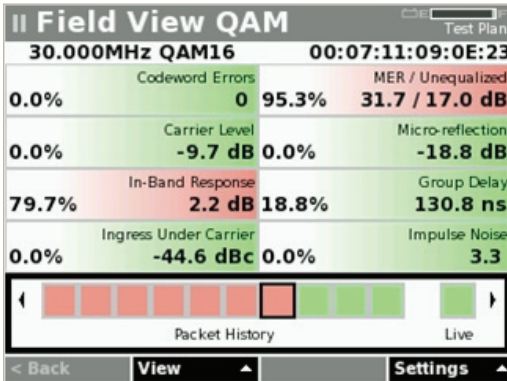 Field View QAM
E F
Test Plan
30.000MHz QAM16 00:07:11:09:0E:23
Codeword Errors
0.0% 0
MER / Unequalized
95.3% 31.7 / 17.0 dB
Carrier Level
0.0% -9.7 dB
Micro-reflection
0.0% -18.8 dB
In-Band Response
79.7% 2.2 dB
Group Delay
18.8% 130.8 ns
Ingress Under Carrier
0.0% -44.6 dBc
Impulse Noise
0.0% 3.3
Packet History Live
< Back View Settings